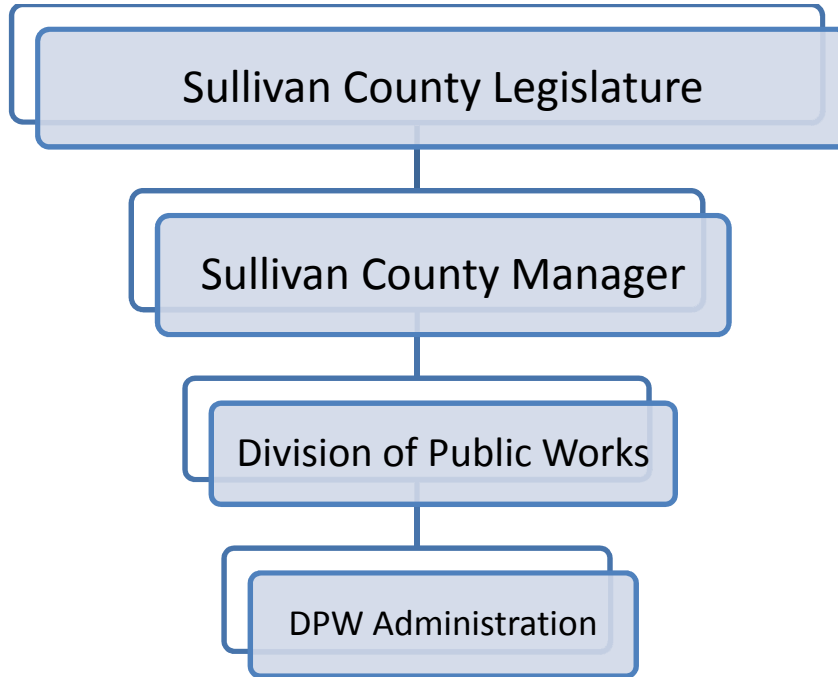 Sullivan County Legislature
Sullivan County Manager
Division of Public Works
DPW Administration